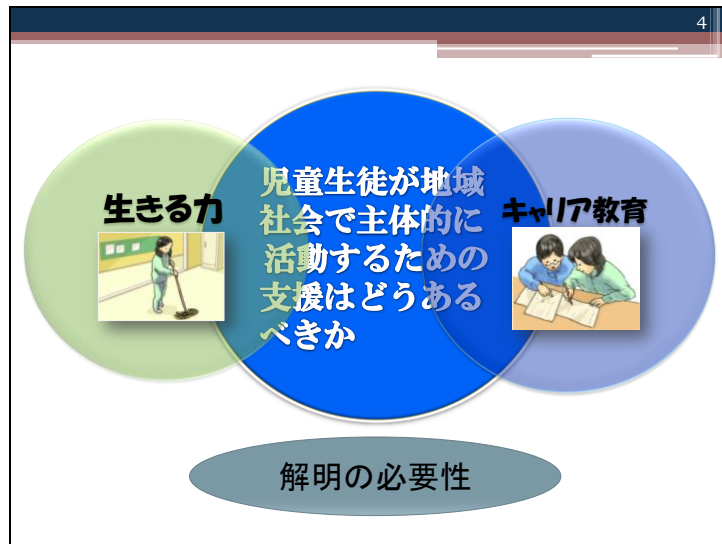 4
生きる力
児童生徒が地域
社会で主体的に
活動するための
支援はどうある
べきか
キャリア教育
解明の必要性